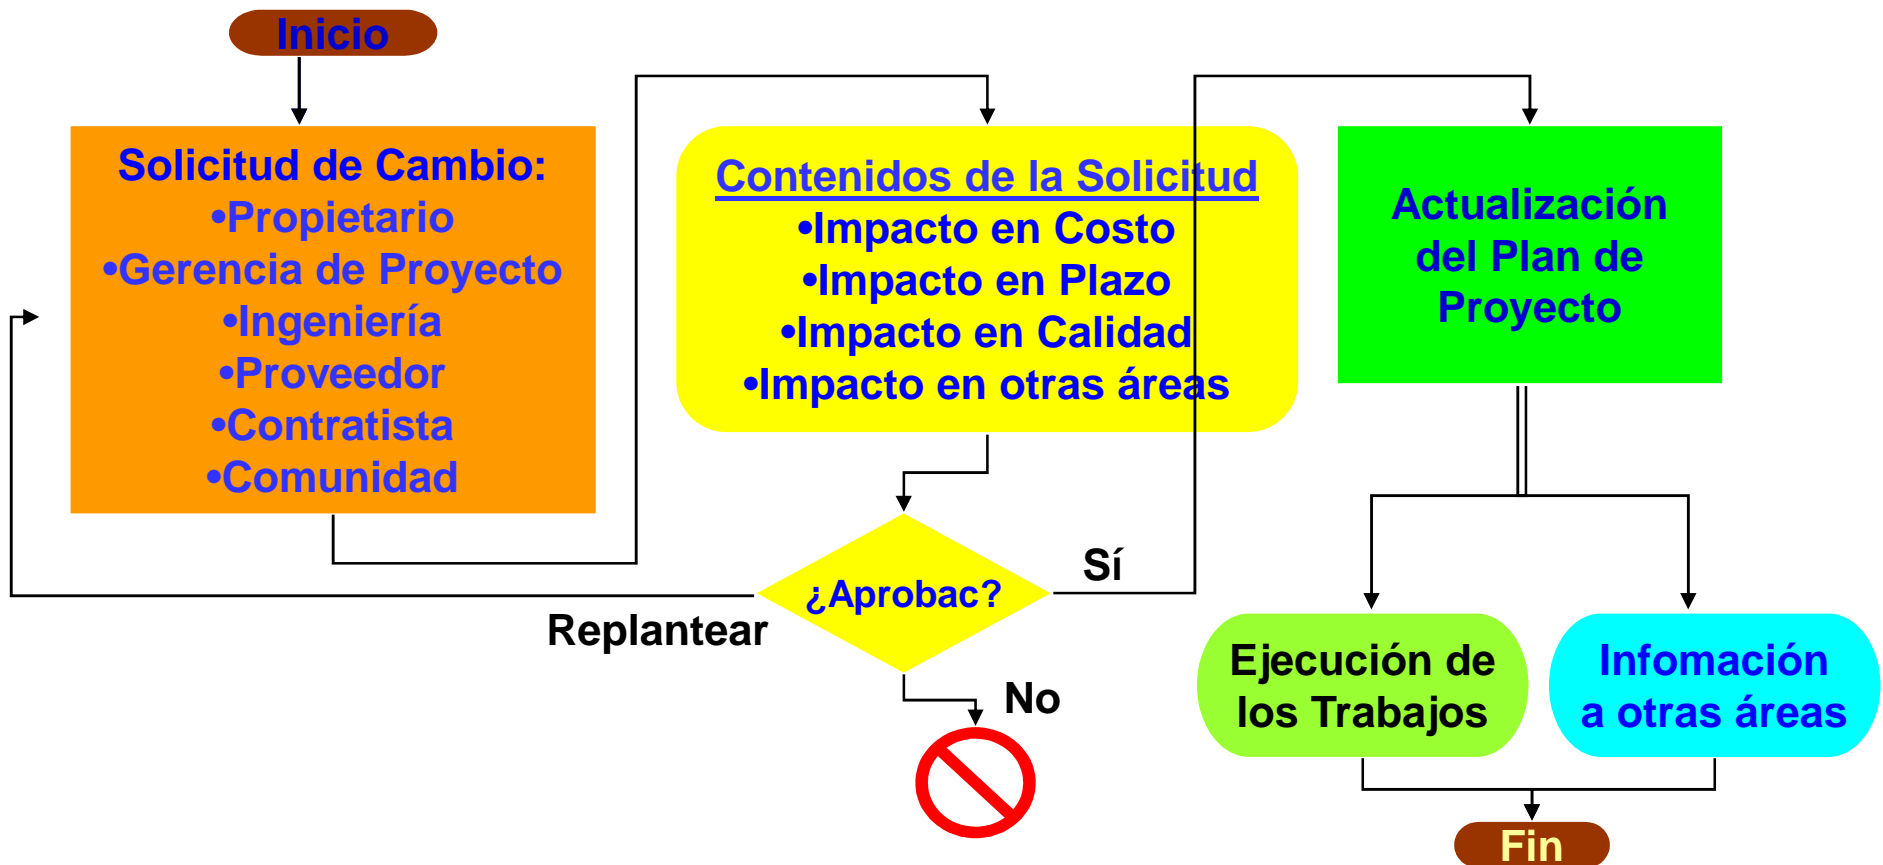 Inicio
Solicitud de Cambio:
•Propietario
•Gerencia de Proyecto
•Ingeniería
•Proveedor
•Contratista
•Comunidad
Contenidos de la Solicitud
•Impacto en Costo
•Impacto en Plazo
•Impacto en Calidad
•Impacto en otras áreas
¿Aprobac?
Sí
Replantear
No
Actualización
del Plan de
Proyecto
Ejecución de
los Trabajos
Infomación
a otras áreas
Fin